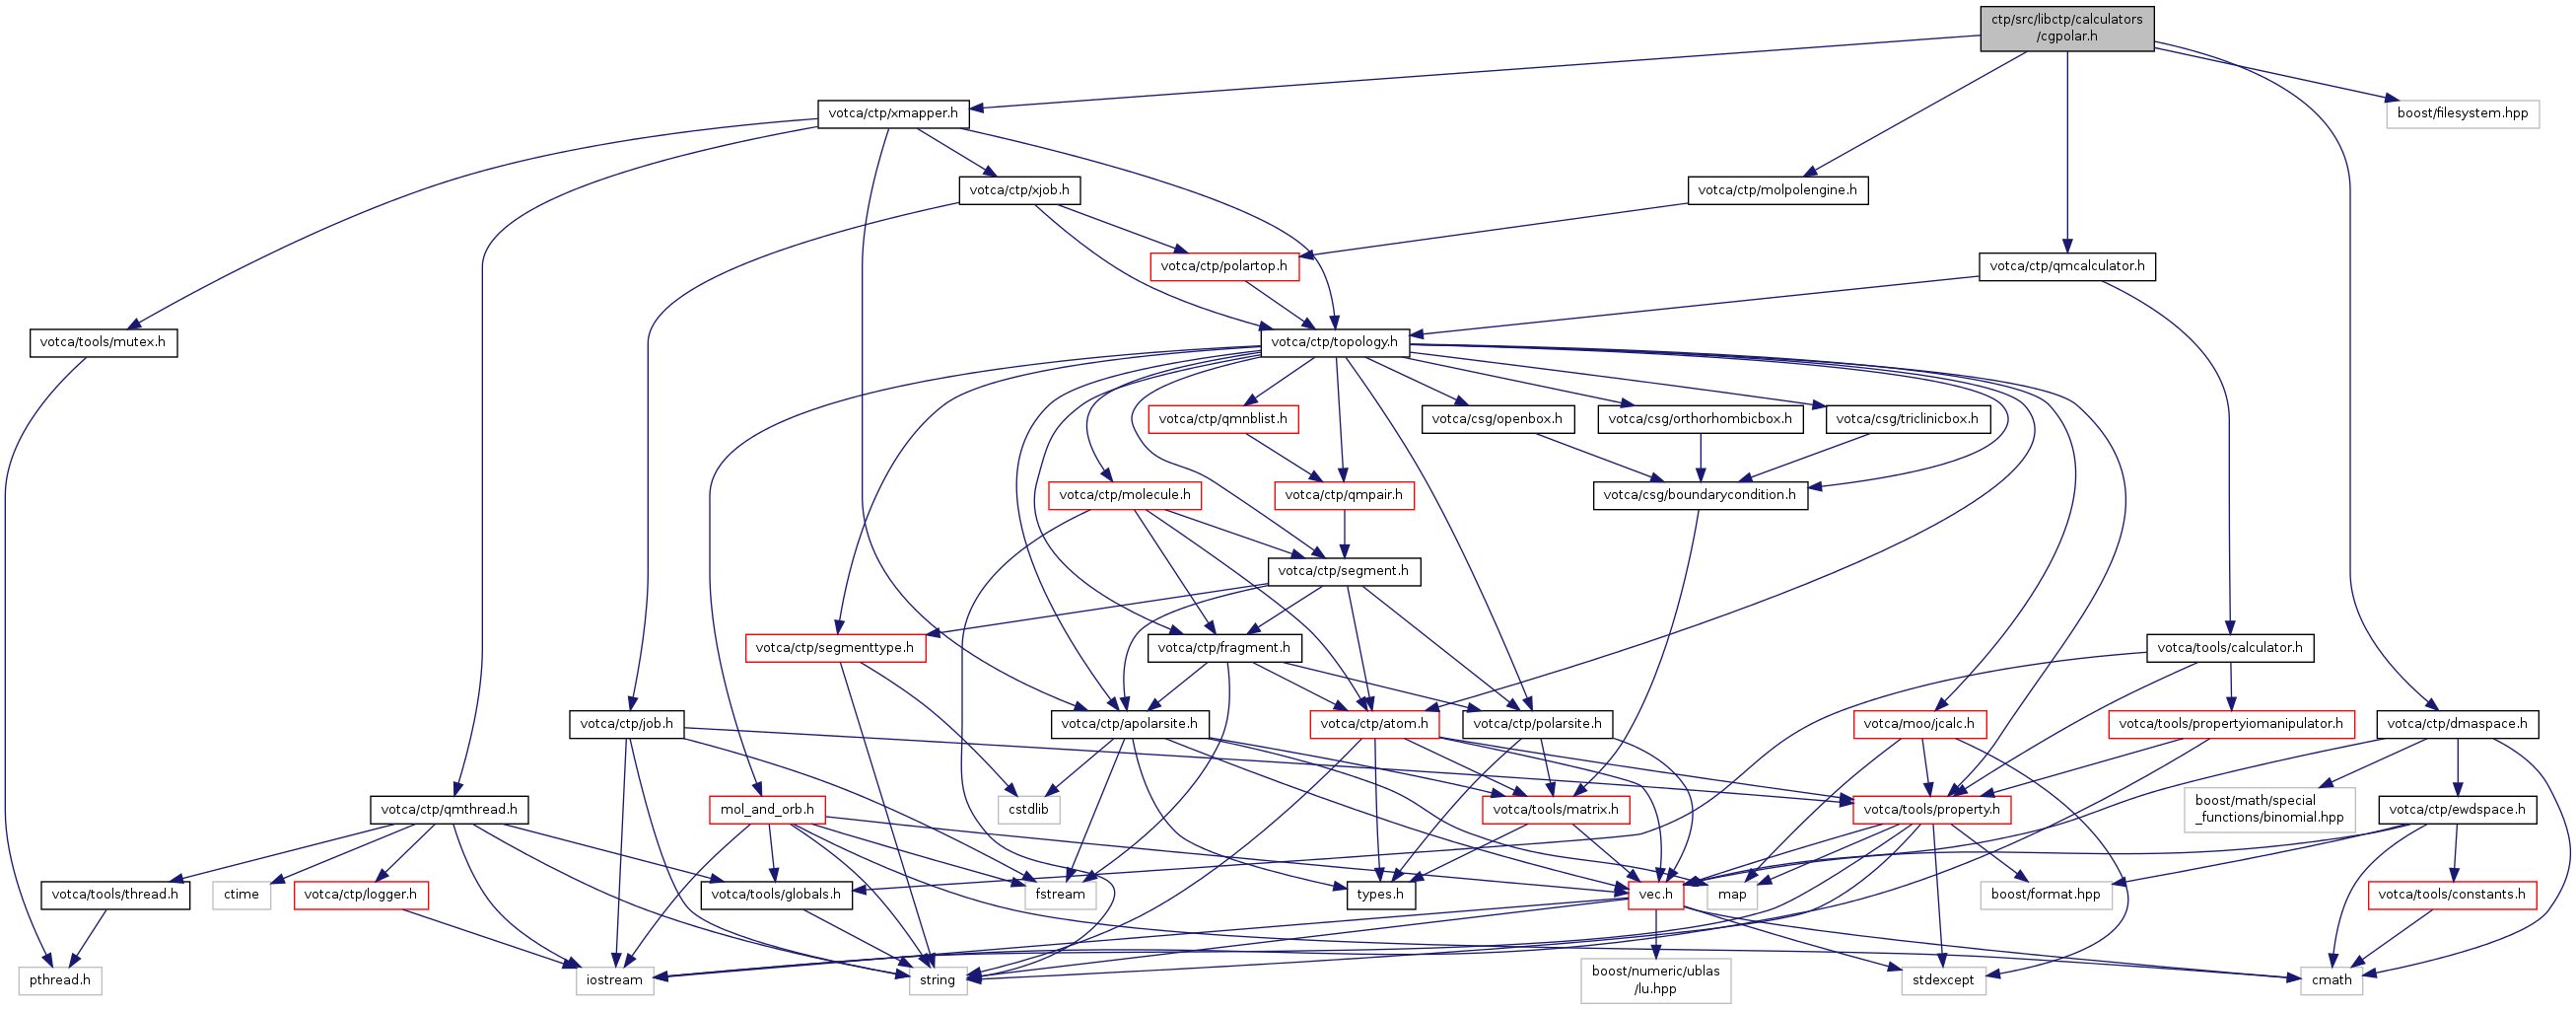 ctp/src/libctp/calculators
/cgpolar.h
votca/ctp/xmapper.h
boost/filesystem.hpp
votca/ctp/xjob.h
votca/ctp/molpolengine.h
votca/ctp/polartop.h
votca/ctp/qmcalculator.h
votca/tools/mutex.h
votca/ctp/topology.h
votca/ctp/qmnblist.h
votca/csg/openbox.h
votca/csg/orthorhombicbox.h
votca/csg/triclinicbox.h
votca/ctp/molecule.h
votca/ctp/qmpair.h
votca/csg/boundarycondition.h
votca/ctp/segment.h
votca/ctp/segmenttype.h
votca/ctp/fragment.h
votca/tools/calculator.h
votca/ctp/job.h
votca/ctp/apolarsite.h
votca/ctp/atom.h
votca/ctp/polarsite.h
votca/moo/jcalc.h
votca/tools/propertyiomanipulator.h
votca/ctp/dmaspace.h
votca/ctp/qmthread.h
mol_and_orb.h
cstdlib
votca/tools/matrix.h
votca/tools/property.h
boost/math/special
_functions/binomial.hpp
votca/ctp/ewdspace.h
votca/tools/thread.h
ctime
votca/ctp/logger.h
votca/tools/globals.h
fstream
types.h
vec.h
map
boost/format.hpp
votca/tools/constants.h
pthread.h
iostream
string
boost/numeric/ublas
/lu.hpp
stdexcept
cmath